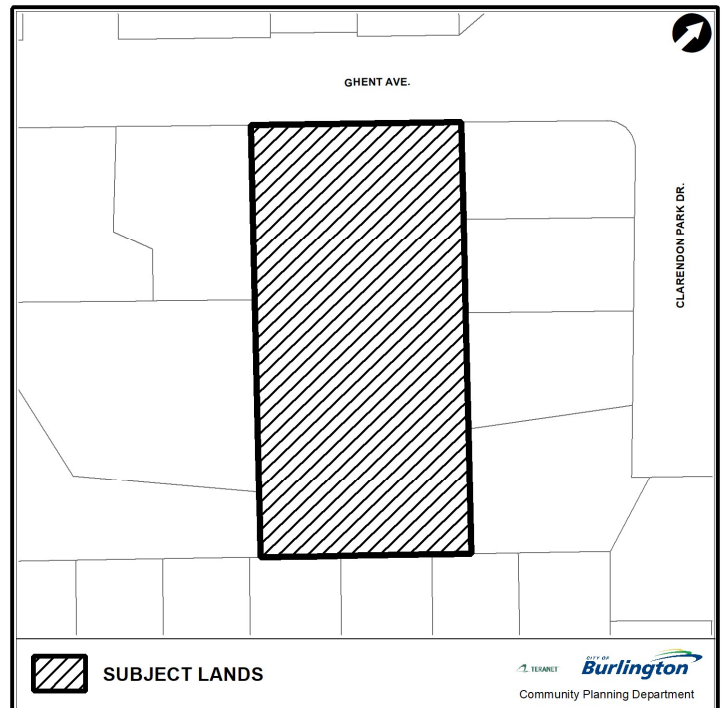 GHENT AVE.
CLARENDON PARK DR.
SUBJECT LANDS
TERANET
CITY OF
Burlington
Community Planning Department